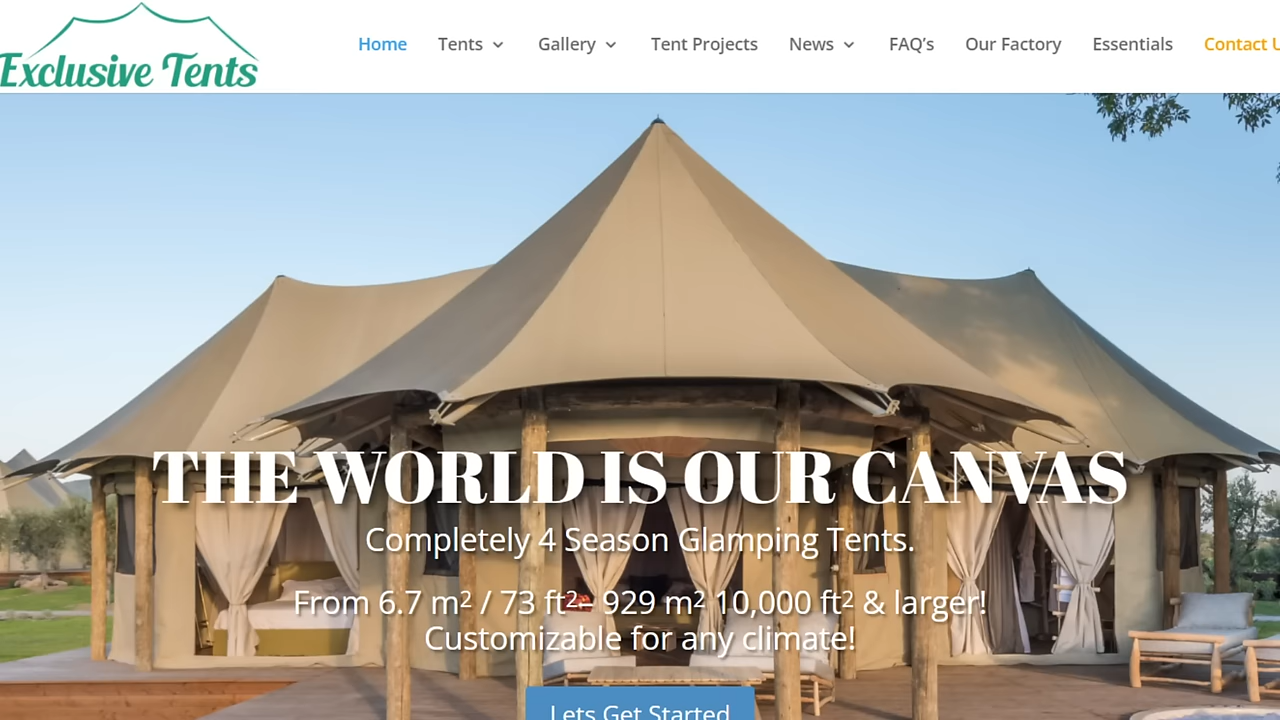 Exclusive Tents
Home Tents Gallery Tent Projects News FAQ's Our Factory Essentials Contact U
THE WORLD IS OUR CANVAS
Completely 4 Season Glamping Tents.
From 6.7 m2 / 73 ft2– 929 m2 10,000 ft2 & larger!
Customizable for any climate!
Lets Get Started